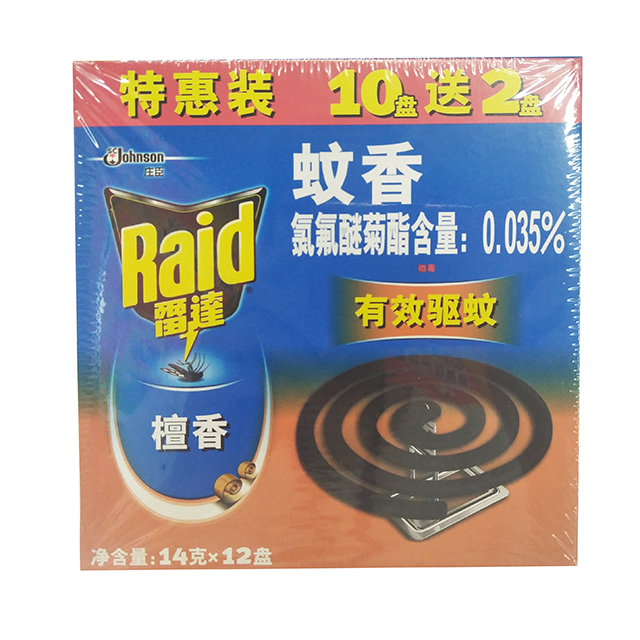 特惠装 10盘送2盘
Johnson
庄臣
蚊香
氯氟醚菊酯含量：0.035%
微毒
Raid
雷達
有效驱蚊
檀香
净含量：14克×12盘